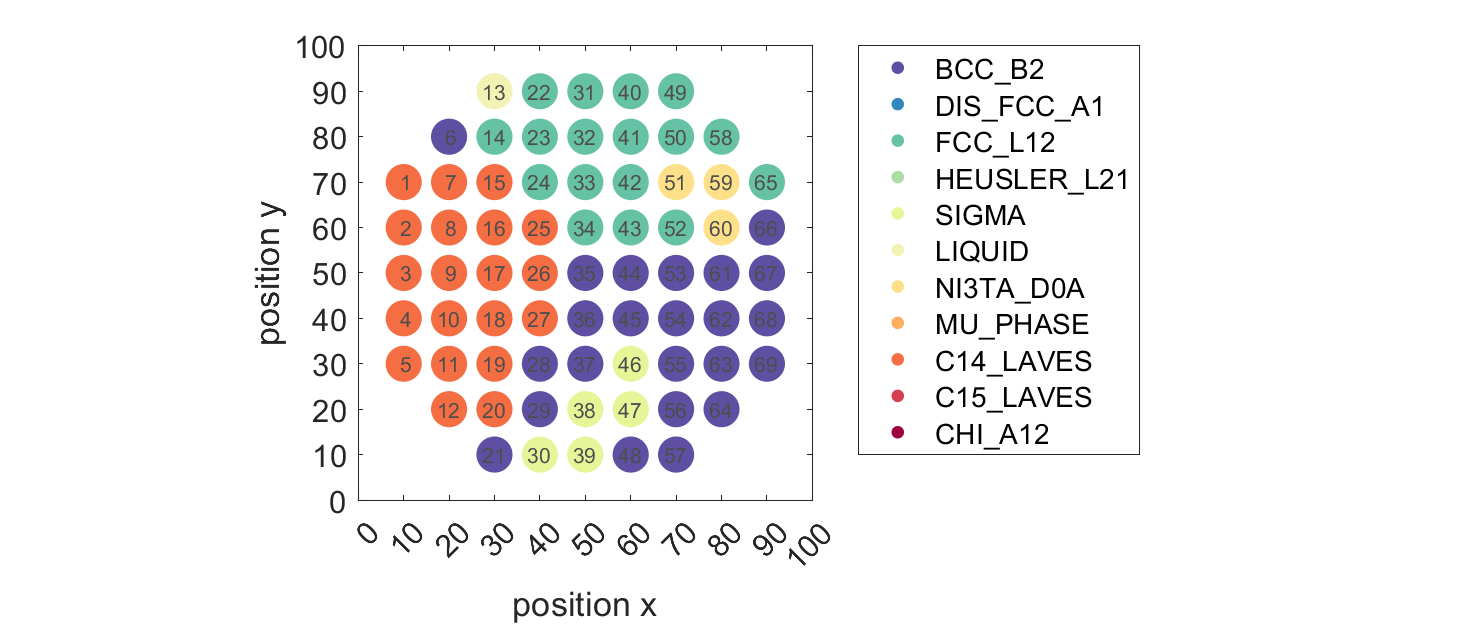 100
90
80
70
60
50
40
30
20
10
0
position y
13 22 31 40 49
6 14 23 32 41 50 58
1 7 15 24 33 42 51 59 65
2 8 16 25 34 43 52 60 66
3 9 17 26 35 44 53 61 67
4 10 18 27 36 45 54 62 68
5 11 19 28 37 46 55 63 69
12 20 29 38 47 56 64
21 30 39 48 57
0 10 20 30 40 50 60 70 80 90 100
position x
BCC_B2
DIS_FCC_A1
FCC_L12
HEUSLER_L21
SIGMA
LIQUID
NI3TA_D0A
MU_PHASE
C14_LAVES
C15_LAVES
CHI_A12